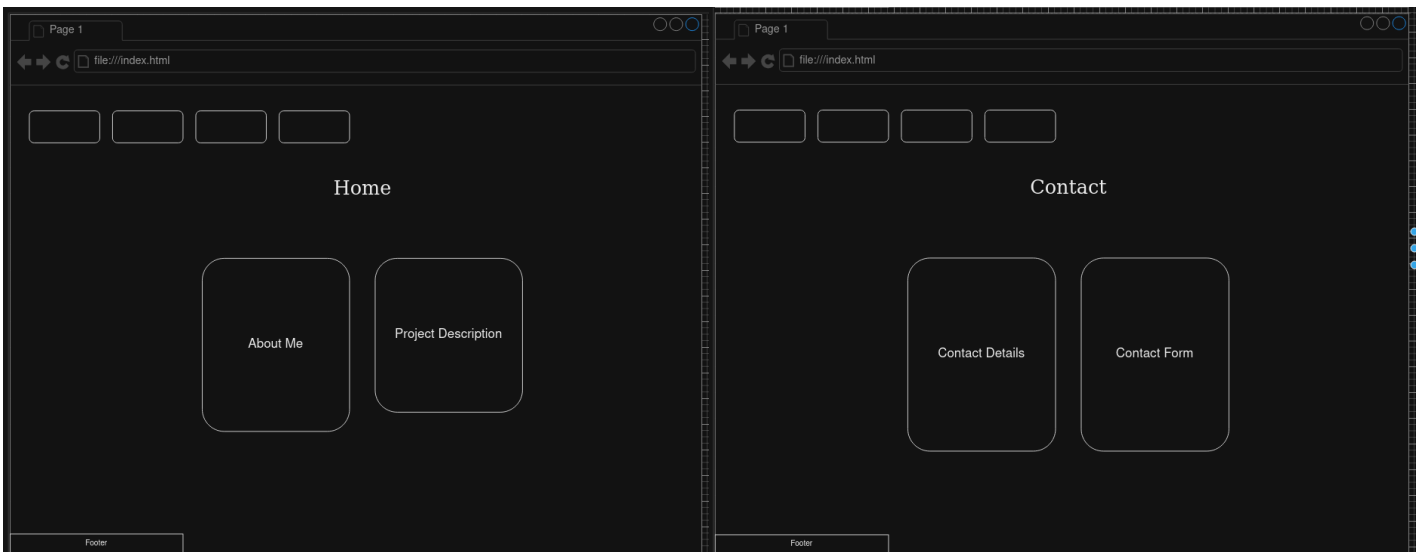 Page 1
file:///index.html
Home
About Me
Project Description
Footer
Page 1
file:///index.html
Contact
Contact Details
Contact Form
Footer